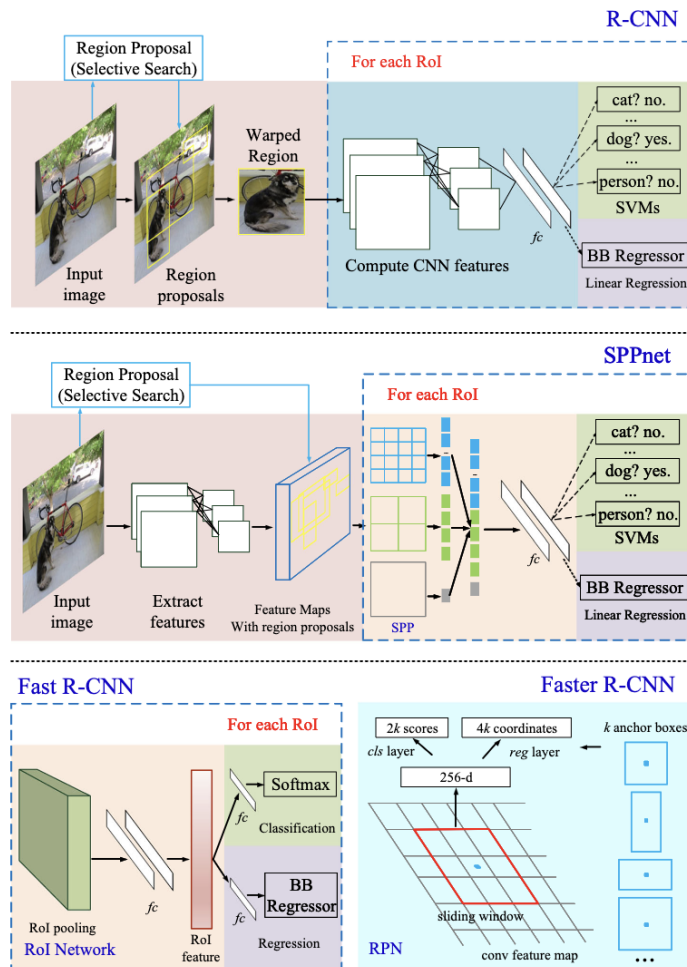 R-CNN
Region Proposal
(Selective Search)
For each RoI
Warped
Region
cat? no.
...
dog? yes.
...
person? no.
SVMs
fc
BB Regressor
Linear Regression
Input
image
Region
proposals
Compute CNN features
SPPnet
Region Proposal
(Selective Search)
For each RoI
cat? no.
...
dog? yes.
...
person? no.
SVMs
fc
BB Regressor
Linear Regression
Input
image
Extract
features
Feature Maps
With region proposals
SPP
Fast R-CNN
For each RoI
Softmax
fc
Classification
fc
BB
Regressor
fc
Regression
RoI pooling
RoI Network
RoI
feature
Faster R-CNN
2k scores
4k coordinates
k anchor boxes
cls layer
reg layer
256-d
sliding window
RPN
conv feature map
...